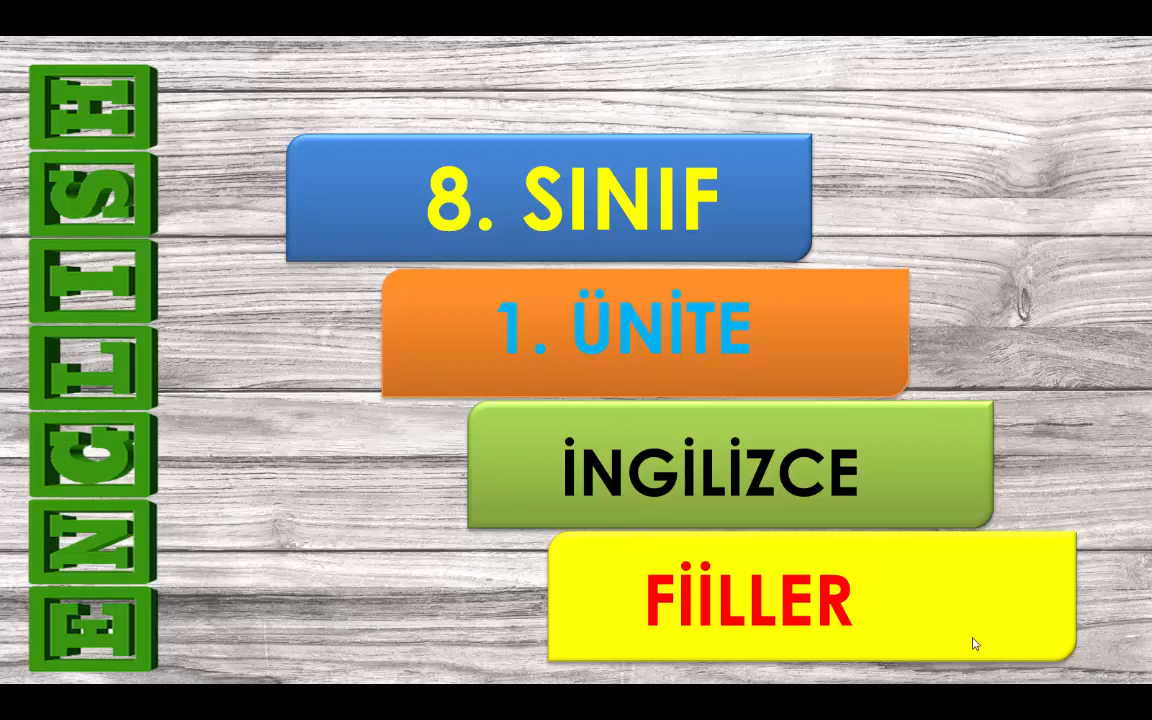 ENGLISH
8. SINIF
1. ÜNİTE
İNGİLİZCE
FİİLLER